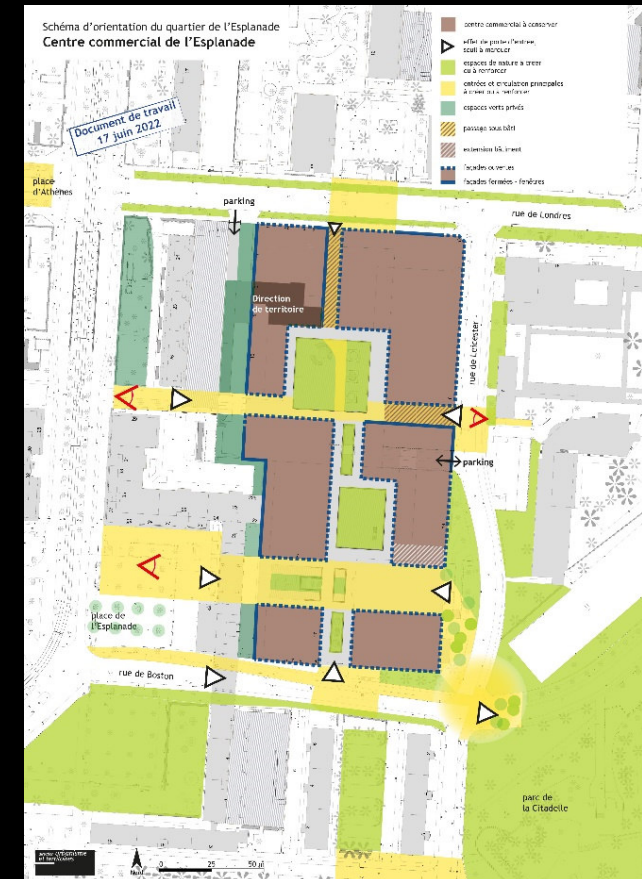 Schéma d'orientation du quartier de l'Esplanade
Centre commercial de l'Esplanade
Document de travail
17 juin 2022
centre commercial à conserver
effet de porte d'entrée,
seuil à marquer
espaces de nature à créer
ou à renforcer
entrées et circulation principales
à créer ou à renforcer
espaces verts privés
passage sous bâti
extension bâtiment
façades ouvertes
façades fermées - fenêtres
place
d'Athènes
parking
rue de Londres
Direction
de territoire
rue de Leicester
parking
place de
l'Esplanade
rue de Boston
parc de
la Citadelle
urbanisme
et territoires
Nord
0 25 50 m